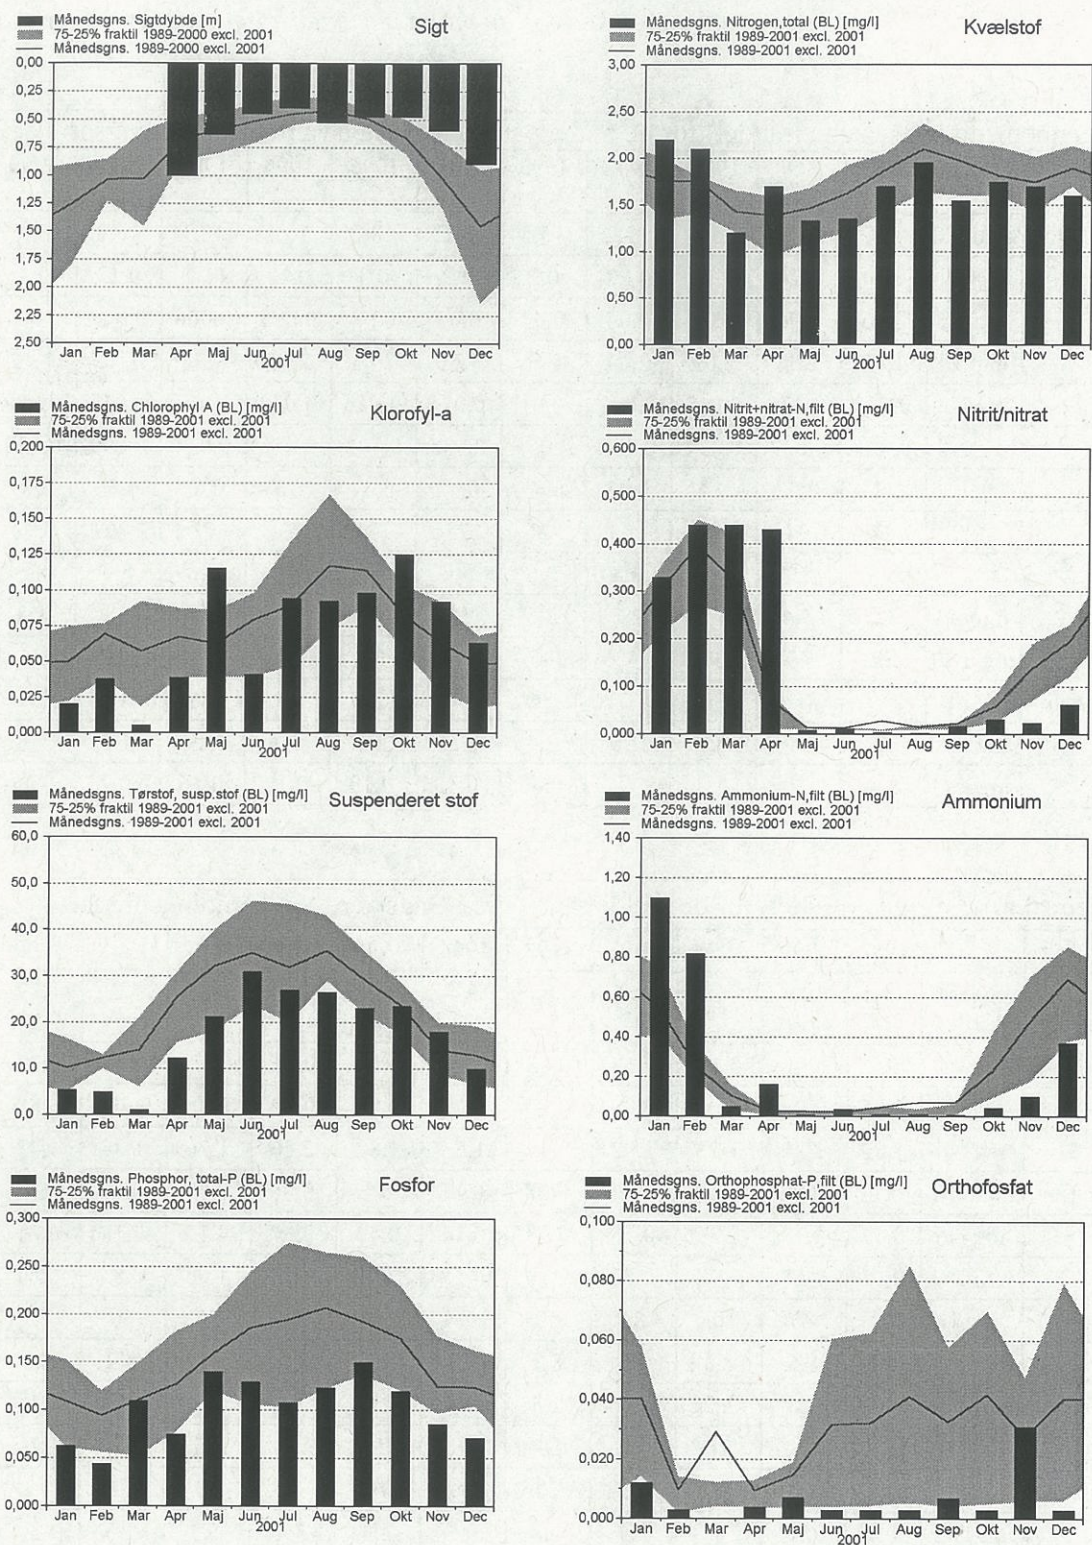 Månedsgns. Sigtdybde [m]
75-25% fraktil 1989-2000 excl. 2001
Månedsgns. 1989-2000 excl. 2001
Sigt
0,00
0,25
0,50
0,75
1,00
1,25
1,50
1,75
2,00
2,25
2,50
Jan Feb Mar Apr Maj Jun Jul Aug Sep Okt Nov Dec
2001
Månedsgns. Nitrogen,total (BL) [mg/l]
75-25% fraktil 1989-2001 excl. 2001
Månedsgns. 1989-2001 excl. 2001
Kvælstof
3,00
2,50
2,00
1,50
1,00
0,50
0,00
Jan Feb Mar Apr Maj Jun Jul Aug Sep Okt Nov Dec
2001
Månedsgns. Chlorophyl A (BL) [mg/l]
75-25% fraktil 1989-2001 excl. 2001
Månedsgns. 1989-2001 excl. 2001
Klorofyl-a
0,200
0,175
0,150
0,125
0,100
0,075
0,050
0,025
0,000
Jan Feb Mar Apr Maj Jun Jul Aug Sep Okt Nov Dec
2001
Månedsgns. Nitrit+nitrat-N,filt (BL) [mg/l]
75-25% fraktil 1989-2001 excl. 2001
Månedsgns. 1989-2001 excl. 2001
Nitrit/nitrat
0,600
0,500
0,400
0,300
0,200
0,100
0,000
Jan Feb Mar Apr Maj Jun Jul Aug Sep Okt Nov Dec
2001
Månedsgns. Tørstof, susp.stof (BL) [mg/l]
75-25% fraktil 1989-2001 excl. 2001
Månedsgns. 1989-2001 excl. 2001
Suspenderet stof
60,0
50,0
40,0
30,0
20,0
10,0
0,0
Jan Feb Mar Apr Maj Jun Jul Aug Sep Okt Nov Dec
2001
Månedsgns. Ammonium-N,filt (BL) [mg/l]
75-25% fraktil 1989-2001 excl. 2001
Månedsgns. 1989-2001 excl. 2001
Ammonium
1,40
1,20
1,00
0,80
0,60
0,40
0,20
0,00
Jan Feb Mar Apr Maj Jun Jul Aug Sep Okt Nov Dec
2001
Månedsgns. Phosphor, total-P (BL) [mg/l]
75-25% fraktil 1989-2001 excl. 2001
Månedsgns. 1989-2001 excl. 2001
Fosfor
0,300
0,250
0,200
0,150
0,100
0,050
0,000
Jan Feb Mar Apr Maj Jun Jul Aug Sep Okt Nov Dec
2001
Månedsgns. Orthophosphat-P,filt (BL) [mg/l]
75-25% fraktil 1989-2001 excl. 2001
Månedsgns. 1989-2001 excl. 2001
Orthofosfat
0,100
0,080
0,060
0,040
0,020
0,000
Jan Feb Mar Apr Maj Jun Jul Aug Sep Okt Nov Dec
2001